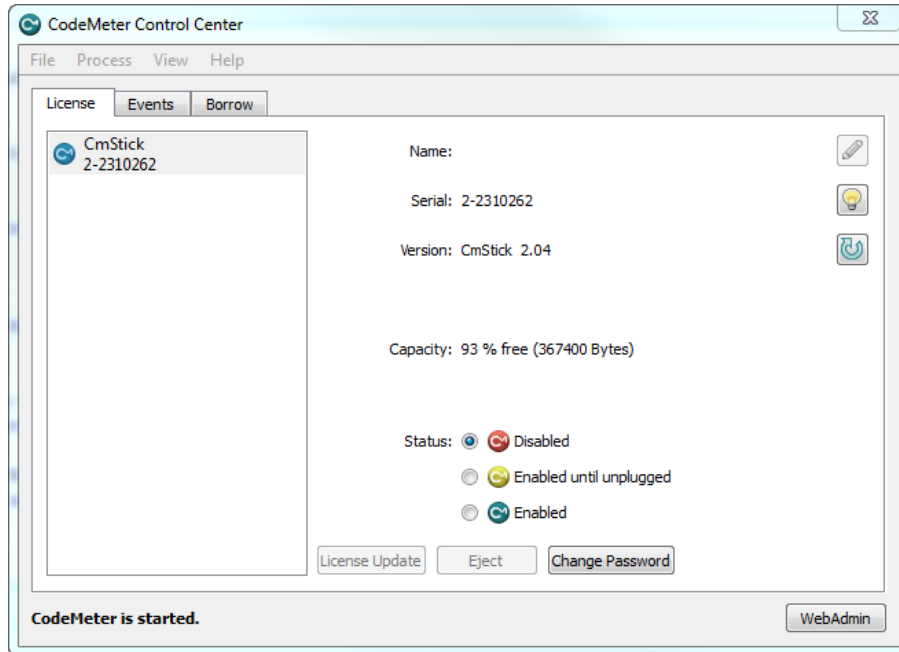 CodeMeter Control Center
File Process View Help
License Events Borrow
CmStick
2-2310262
Name:
Serial: 2-2310262
Version: CmStick 2.04
Capacity: 93 % free (367400 Bytes)
Status: Disabled
Enabled until unplugged
Enabled
License Update Eject Change Password
CodeMeter is started.
WebAdmin